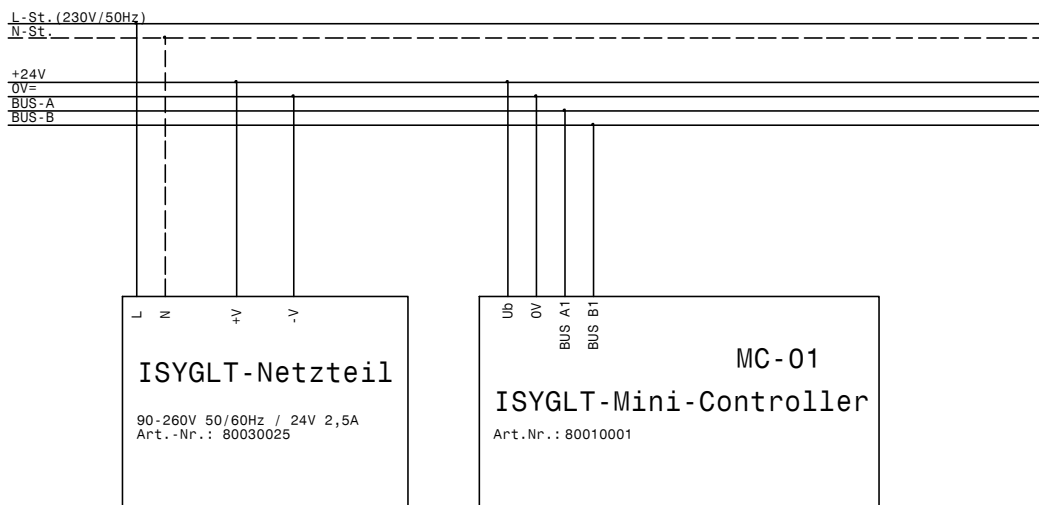 L-St.(230V/50Hz)
N-St.
+24V
0V=
BUS-A
BUS-B
L
N
+V
-V
Ub
0V
BUS A1
BUS B1
ISYGLT-Netzteil
90-260V 50/60Hz / 24V 2,5A
Art.-Nr.: 80030025
MC-01
ISYGLT-Mini-Controller
Art.Nr.:80010001